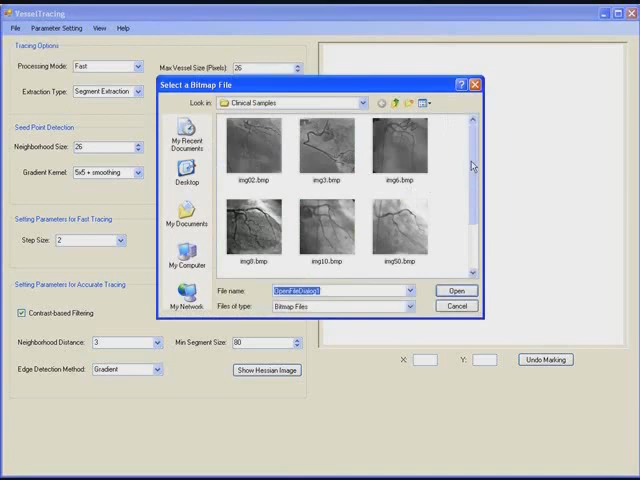 VesselTracing
File Parameter Setting View Help
Tracing Options
Processing Mode: Fast Max Vessel Size (Pixels): 26
Extraction Type: Segment Extraction
Seed Point Detection
Neighborhood Size: 26
Gradient Kernel: 5x5 + smoothing
Setting Parameters for Fast Tracing
Step Size: 2
Setting Parameters for Accurate Tracing
Contrast-based Filtering
Neighborhood Distance: 3 Min Segment Size: 80
Edge Detection Method: Gradient Show Hessian Image
X: Y: Undo Marking
Select a Bitmap File
Look in: Clinical Samples
My Recent
Documents
Desktop
My Documents
My Computer
My Network
img02.bmp img3.bmp img6.bmp
img8.bmp img10.bmp img50.bmp
File name: OpenFileDialog1 Open
Files of type: Bitmap Files Cancel